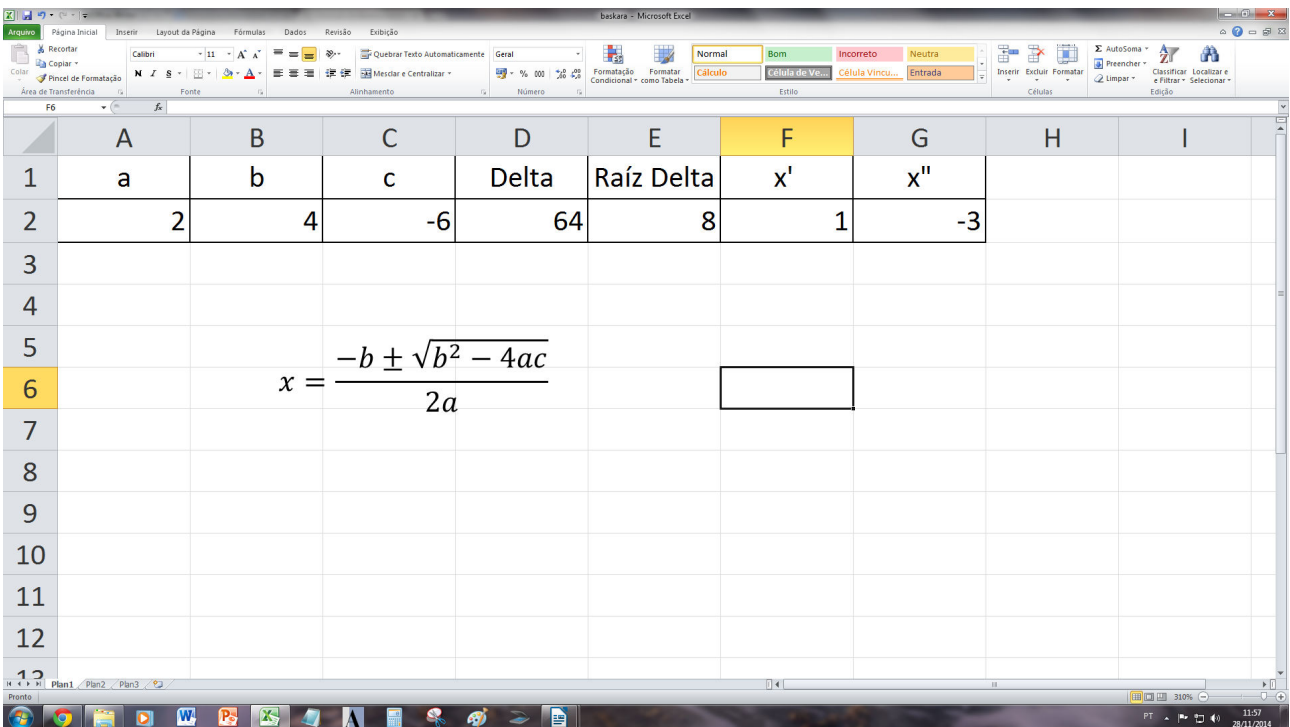 baskara - Microsoft Excel
Arquivo Página Inicial Inserir Layout da Página Fórmulas Dados Revisão Exibição
Colar
Recortar
Copiar
Pincel de Formatação
Área de Transferência
Calibri 11
N I S
Fonte
Quebrar Texto Automaticamente
Mesclar e Centralizar
Alinhamento
Geral
% 000
Número
Formatação Condicional
Formatar como Tabela
Normal Bom Incorreto Neutra
Cálculo Célula de Ve... Célula Vincu... Entrada
Estilo
Inserir Excluir Formatar
Células
Σ AutoSoma
Preencher
Limpar
Classificar e Filtrar
Localizar e Selecionar
Edição
F6 fx
A B C D E F G H I
1 a b c Delta Raíz Delta x' x"
2 2 4 -6 64 8 1 -3
3
4
5
x = (-b ± √(b² − 4ac)) / 2a
6
7
8
9
10
11
12
13
Plan1 Plan2 Plan3
Pronto 310%
PT 11:57
28/11/2014